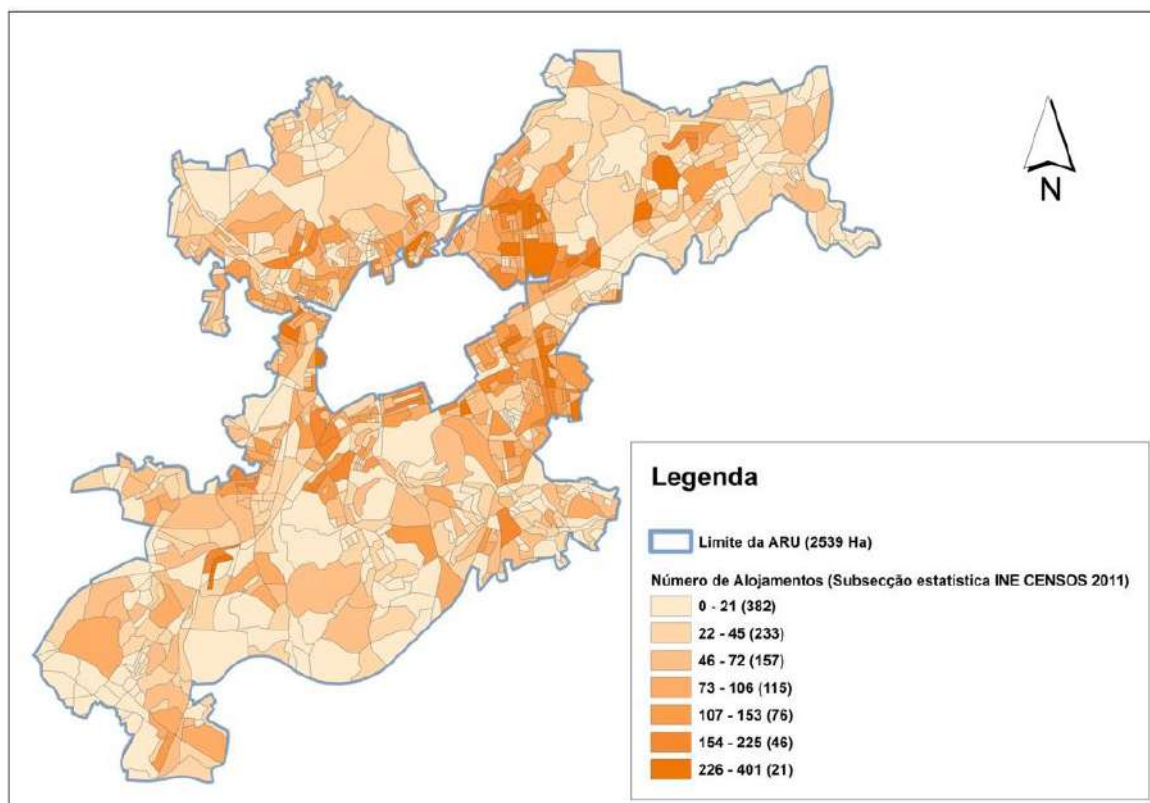 N
Legenda
Limite da ARU (2539 Ha)
Número de Alojamentos (Subsecção estatística INE CENSOS 2011)
0 - 21 (382)
22 - 45 (233)
46 - 72 (157)
73 - 106 (115)
107 - 153 (76)
154 - 225 (46)
226 - 401 (21)